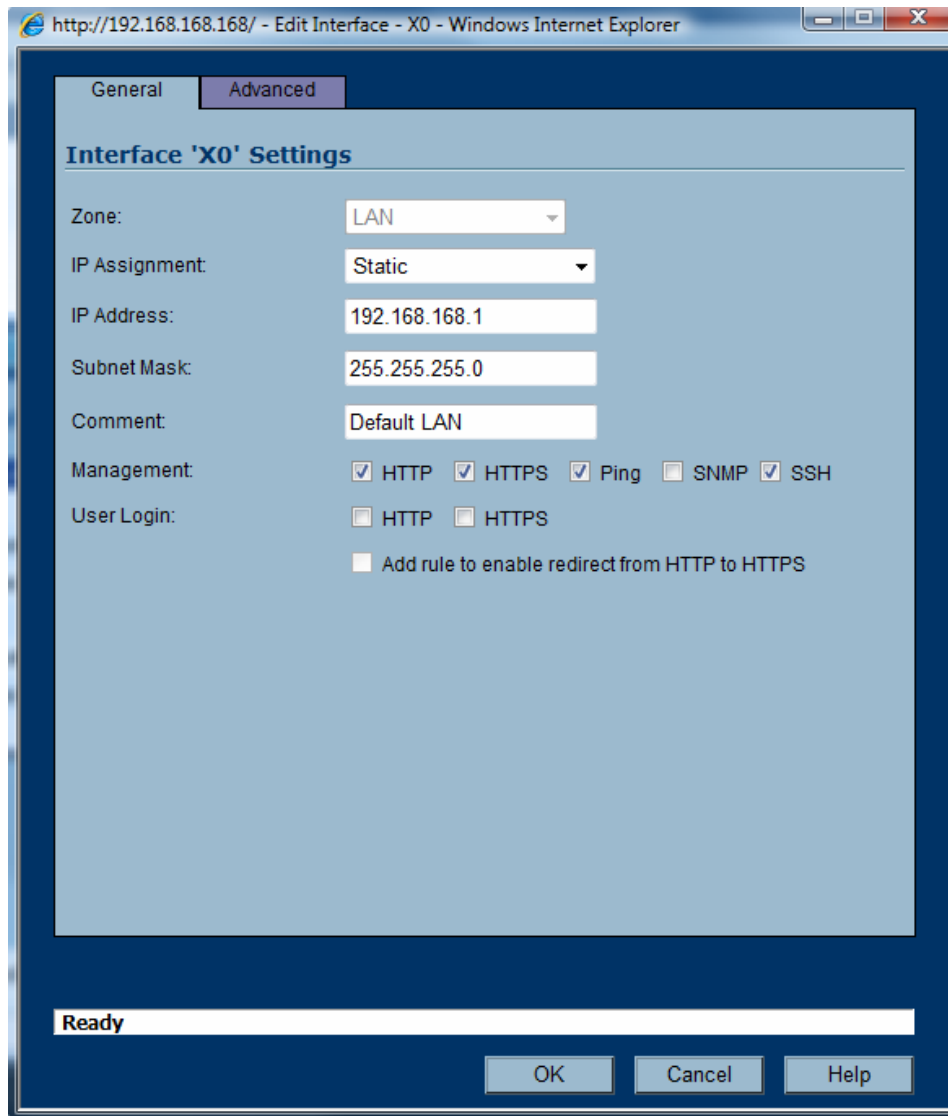 http://192.168.168.168/ - Edit Interface - X0 - Windows Internet Explorer
General Advanced
Interface 'X0' Settings
Zone: LAN
IP Assignment: Static
IP Address: 192.168.168.1
Subnet Mask: 255.255.255.0
Comment: Default LAN
Management: HTTP HTTPS Ping SNMP SSH
User Login: HTTP HTTPS
Add rule to enable redirect from HTTP to HTTPS
Ready
OK Cancel Help